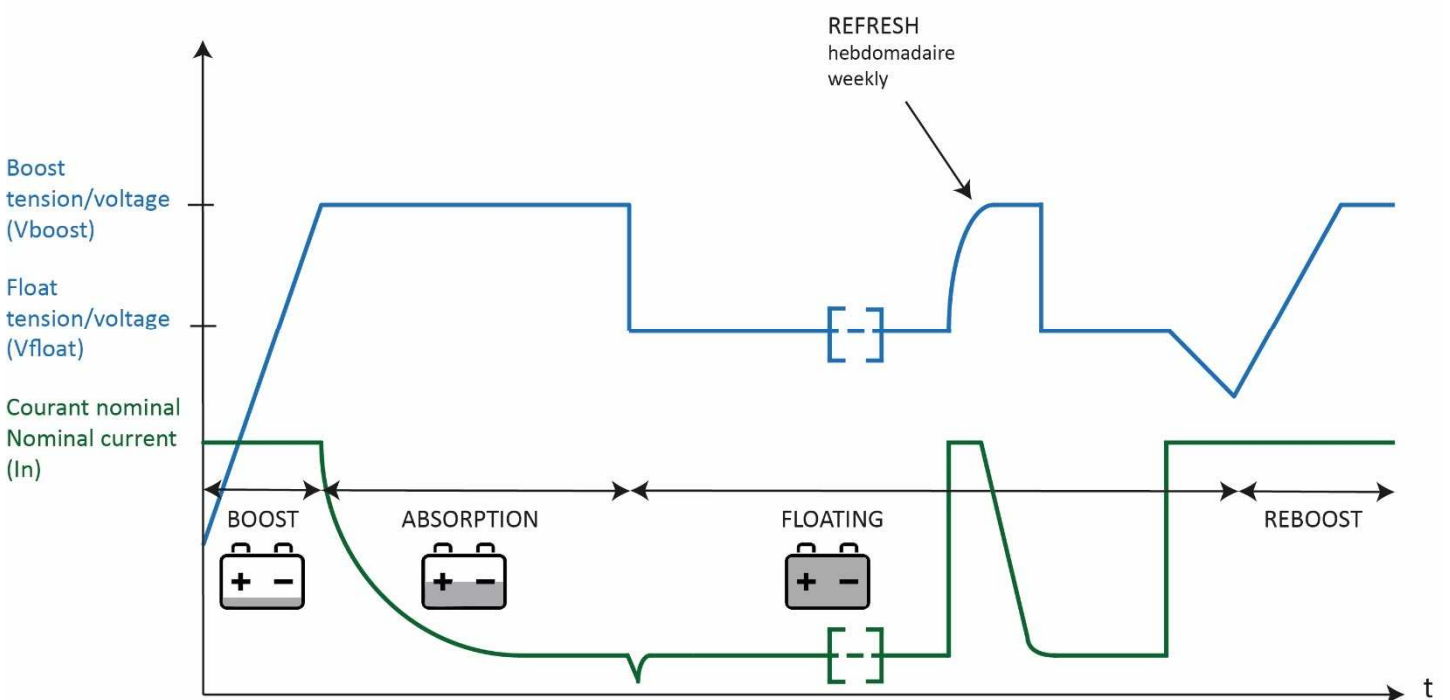 REFRESH
hebdomadaire
weekly
Boost
tension/voltage
(Vboost)
Float
tension/voltage
(Vfloat)
Courant nominal
Nominal current
(In)
BOOST
ABSORPTION
FLOATING
REBOOST
+ −
+ −
+ −
t